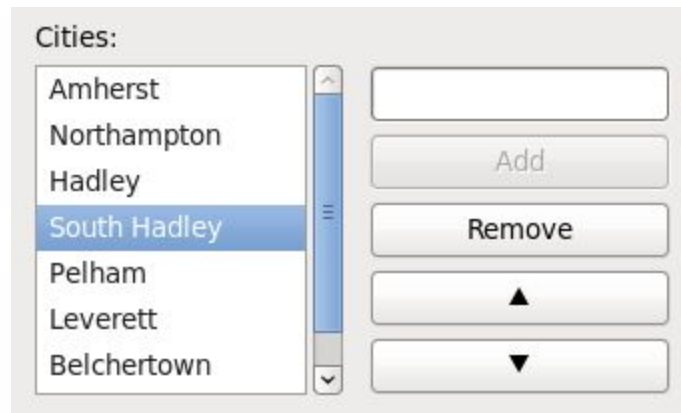 Cities:
Amherst
Northampton
Hadley
South Hadley
Pelham
Leverett
Belchertown
Add
Remove
▲
▼